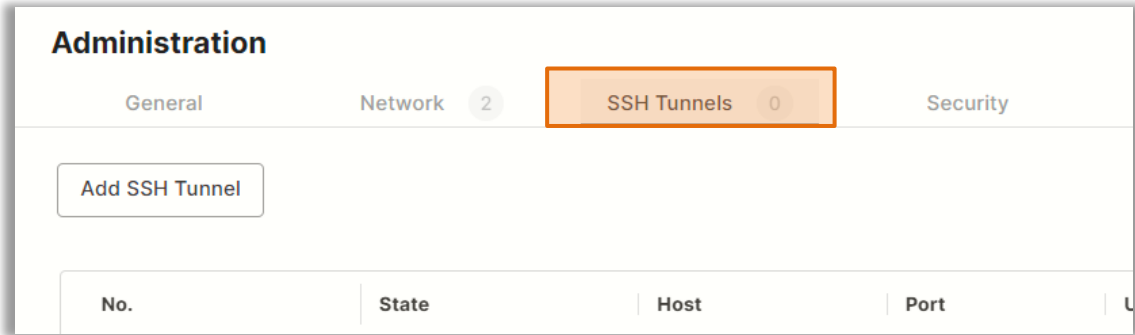 Administration
General Network 2 SSH Tunnels 0 Security
Add SSH Tunnel
No. State Host Port